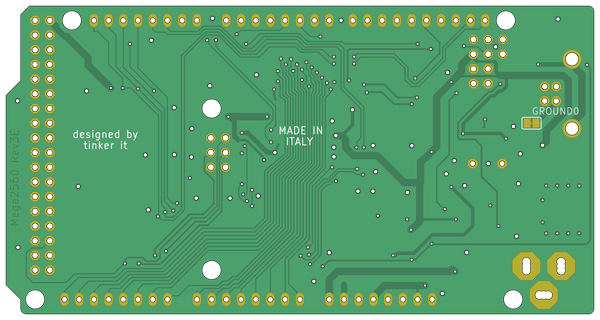 GROUND0
designed by
tinker it
MADE IN
ITALY
Mega2560 Rev3E